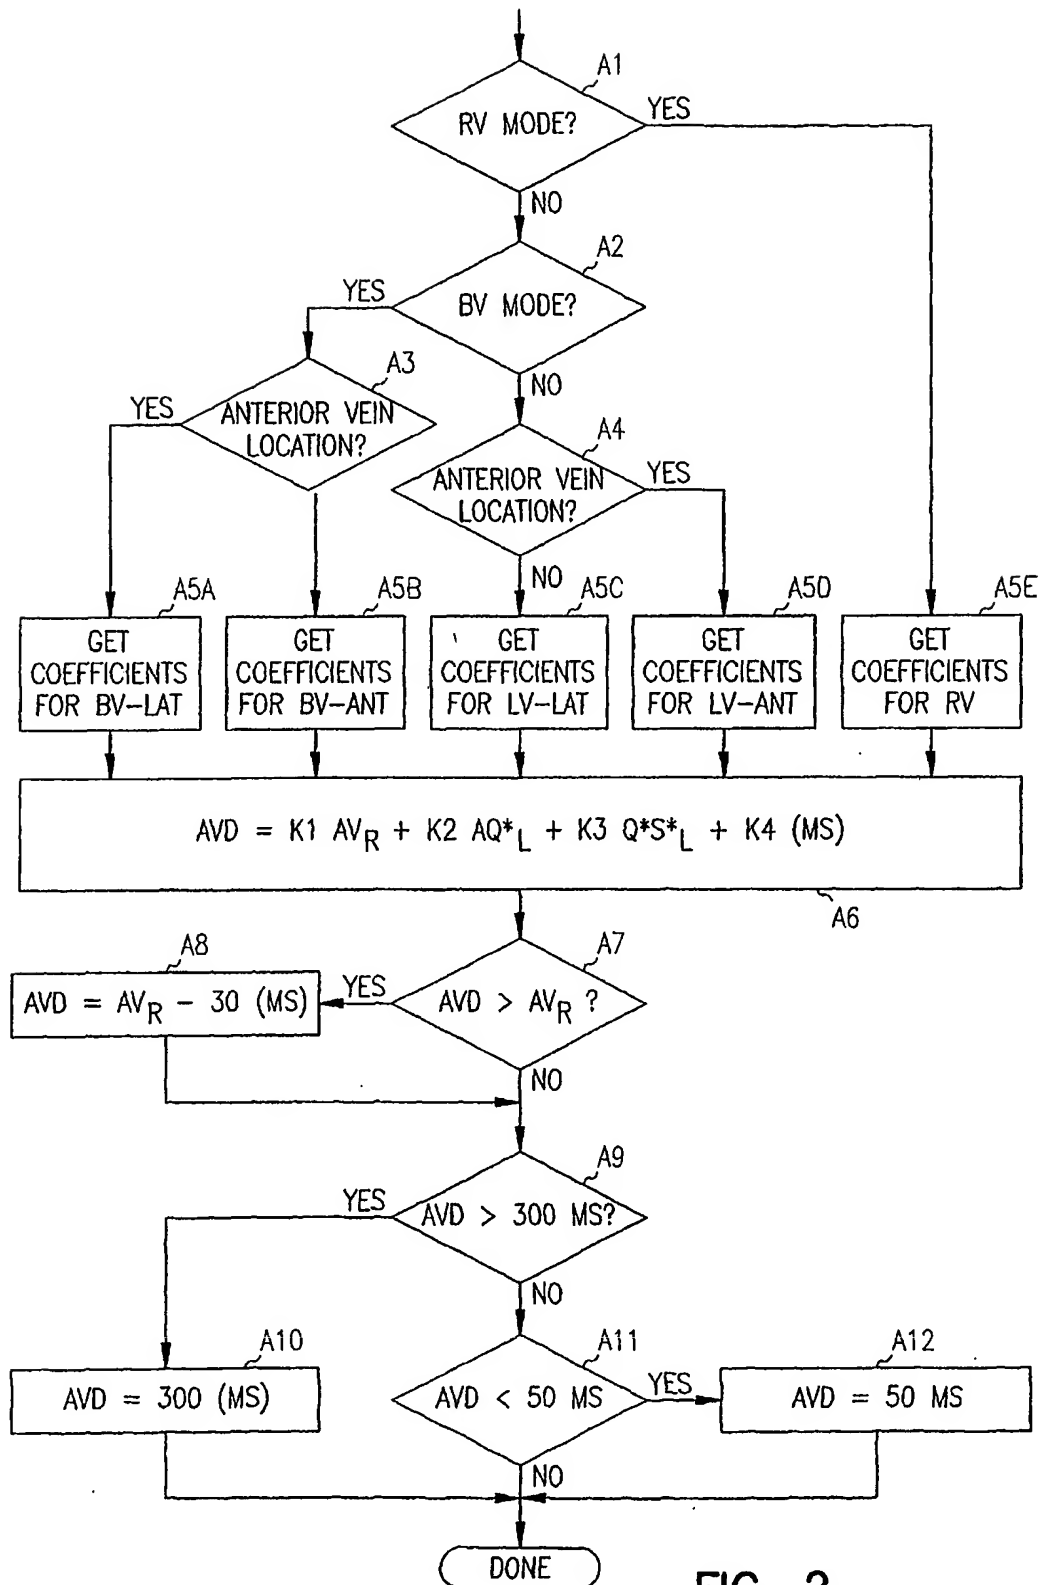 A1
RV MODE?
YES
NO
A2
YES
BV MODE?
NO
A3
YES
ANTERIOR VEIN
LOCATION?
A4
YES
ANTERIOR VEIN
LOCATION?
NO
A5A
A5B
A5C
A5D
A5E
GET
COEFFICIENTS
FOR BV-LAT
GET
COEFFICIENTS
FOR BV-ANT
GET
COEFFICIENTS
FOR LV-LAT
GET
COEFFICIENTS
FOR LV-ANT
GET
COEFFICIENTS
FOR RV
AVD = K1 AVR + K2 AQ*L + K3 Q*S*L + K4 (MS)
A6
A8
A7
AVD = AVR - 30 (MS)
YES
AVD > AVR ?
NO
A9
YES
AVD > 300 MS?
NO
A10
A11
A12
AVD = 300 (MS)
AVD < 50 MS
YES
AVD = 50 MS
NO
DONE